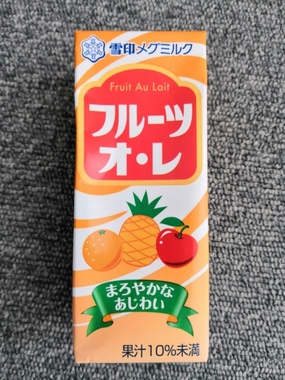 雪印メグミルク
Fruit Au Lait
フルーツ
オ・レ
まろやかな
あじわい
果汁10%未満